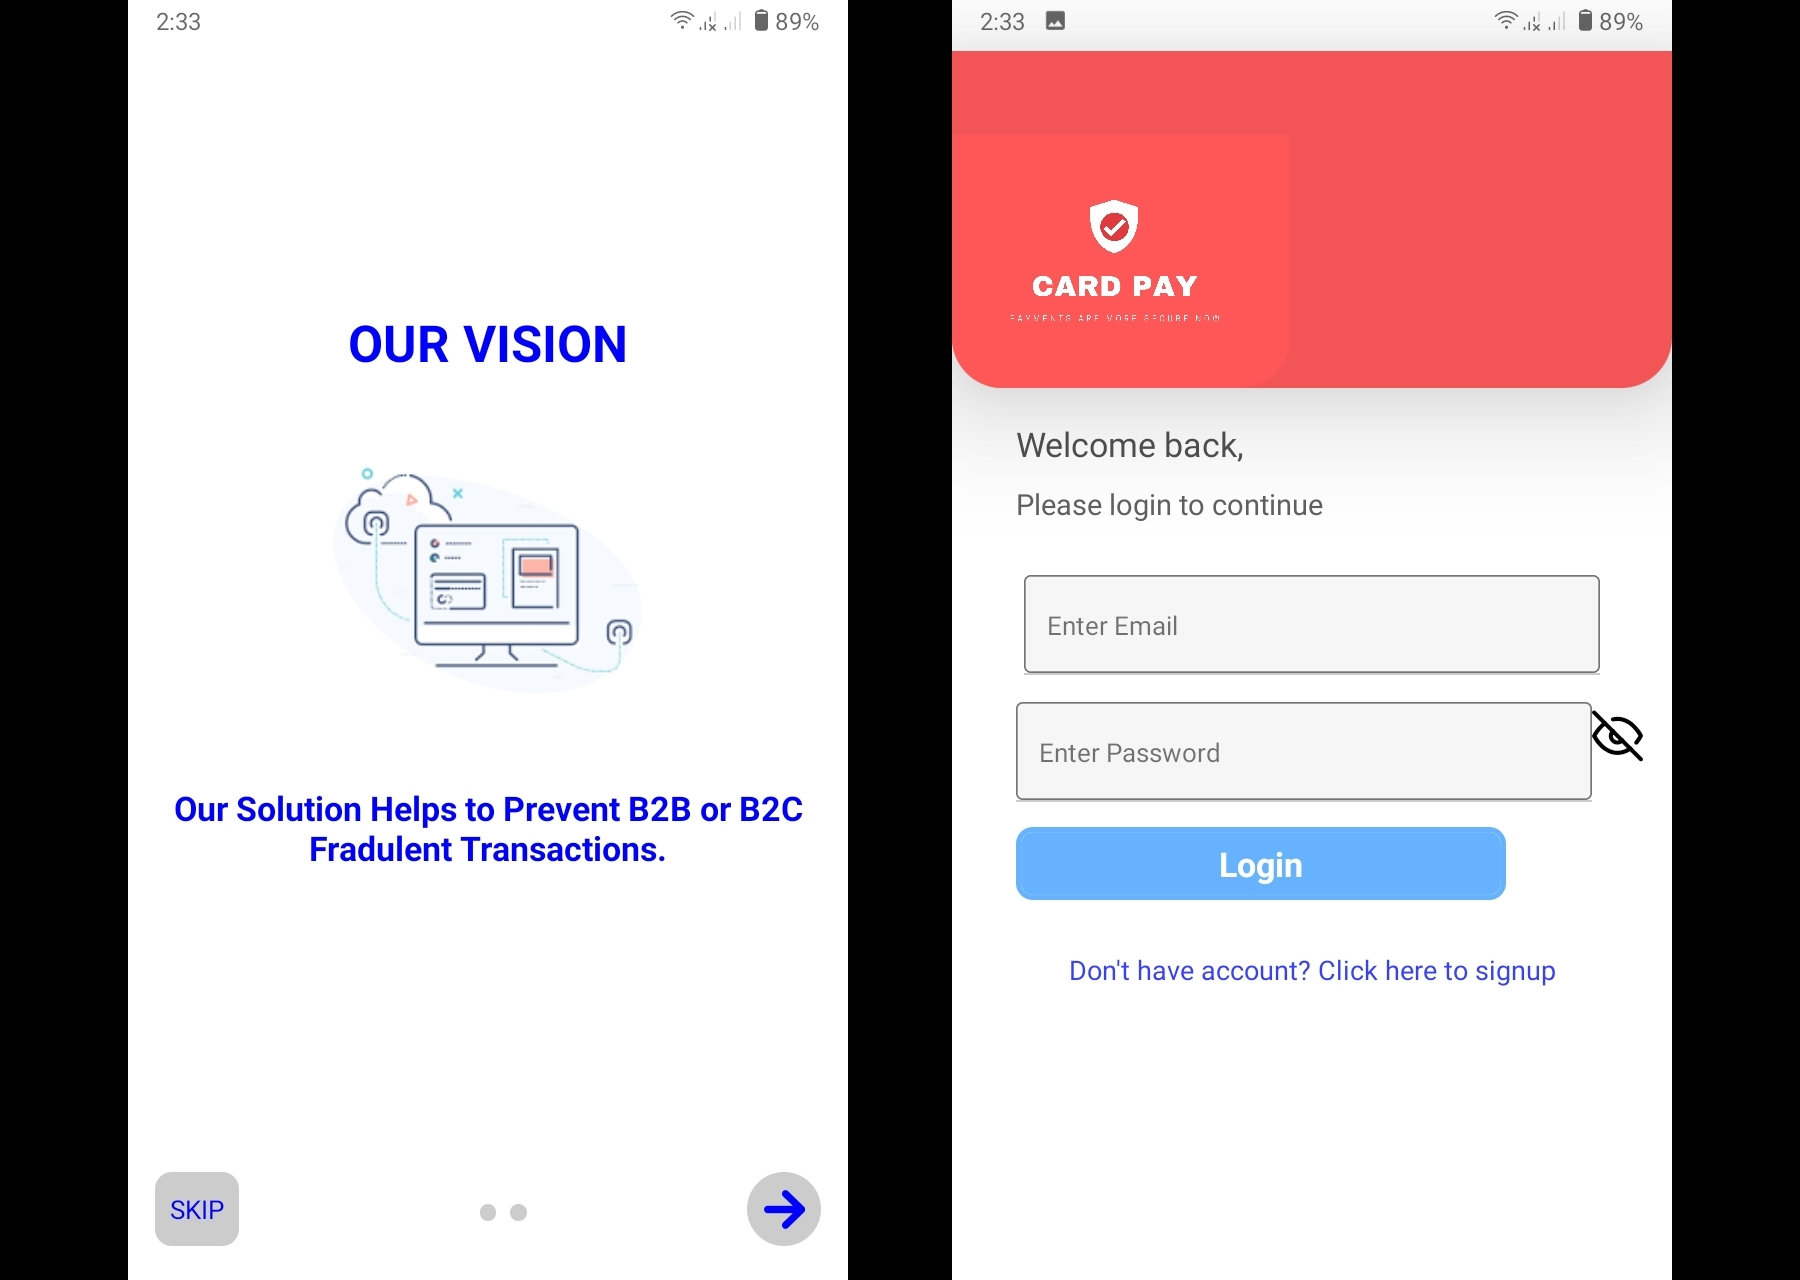 2:33
89%
OUR VISION
Our Solution Helps to Prevent B2B or B2C
Fradulent Transactions.
SKIP
2:33
89%
CARD PAY
PAYMENTS ARE MORE SECURE NOW
Welcome back,
Please login to continue
Enter Email
Enter Password
Login
Don't have account? Click here to signup